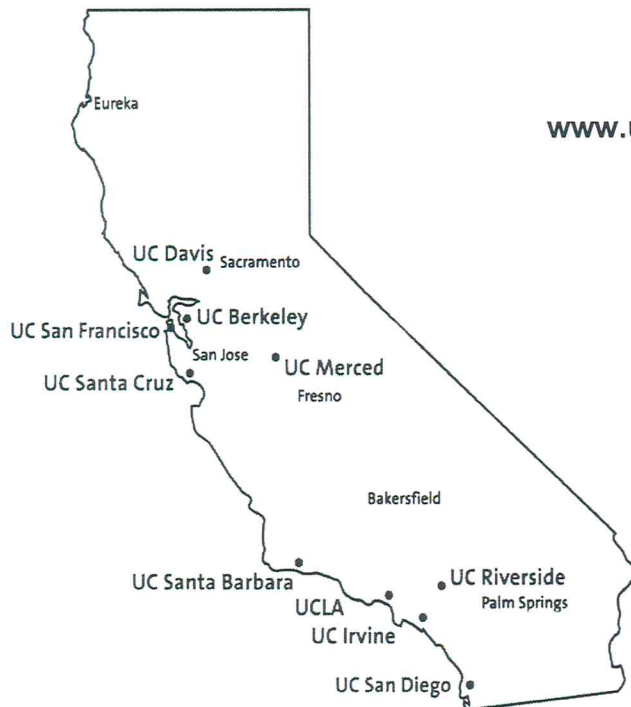 Eureka
www.u
UC Davis
Sacramento
UC Berkeley
UC San Francisco
San Jose
UC Merced
UC Santa Cruz
Fresno
Bakersfield
UC Santa Barbara
UC Riverside
UCLA
Palm Springs
UC Irvine
UC San Diego